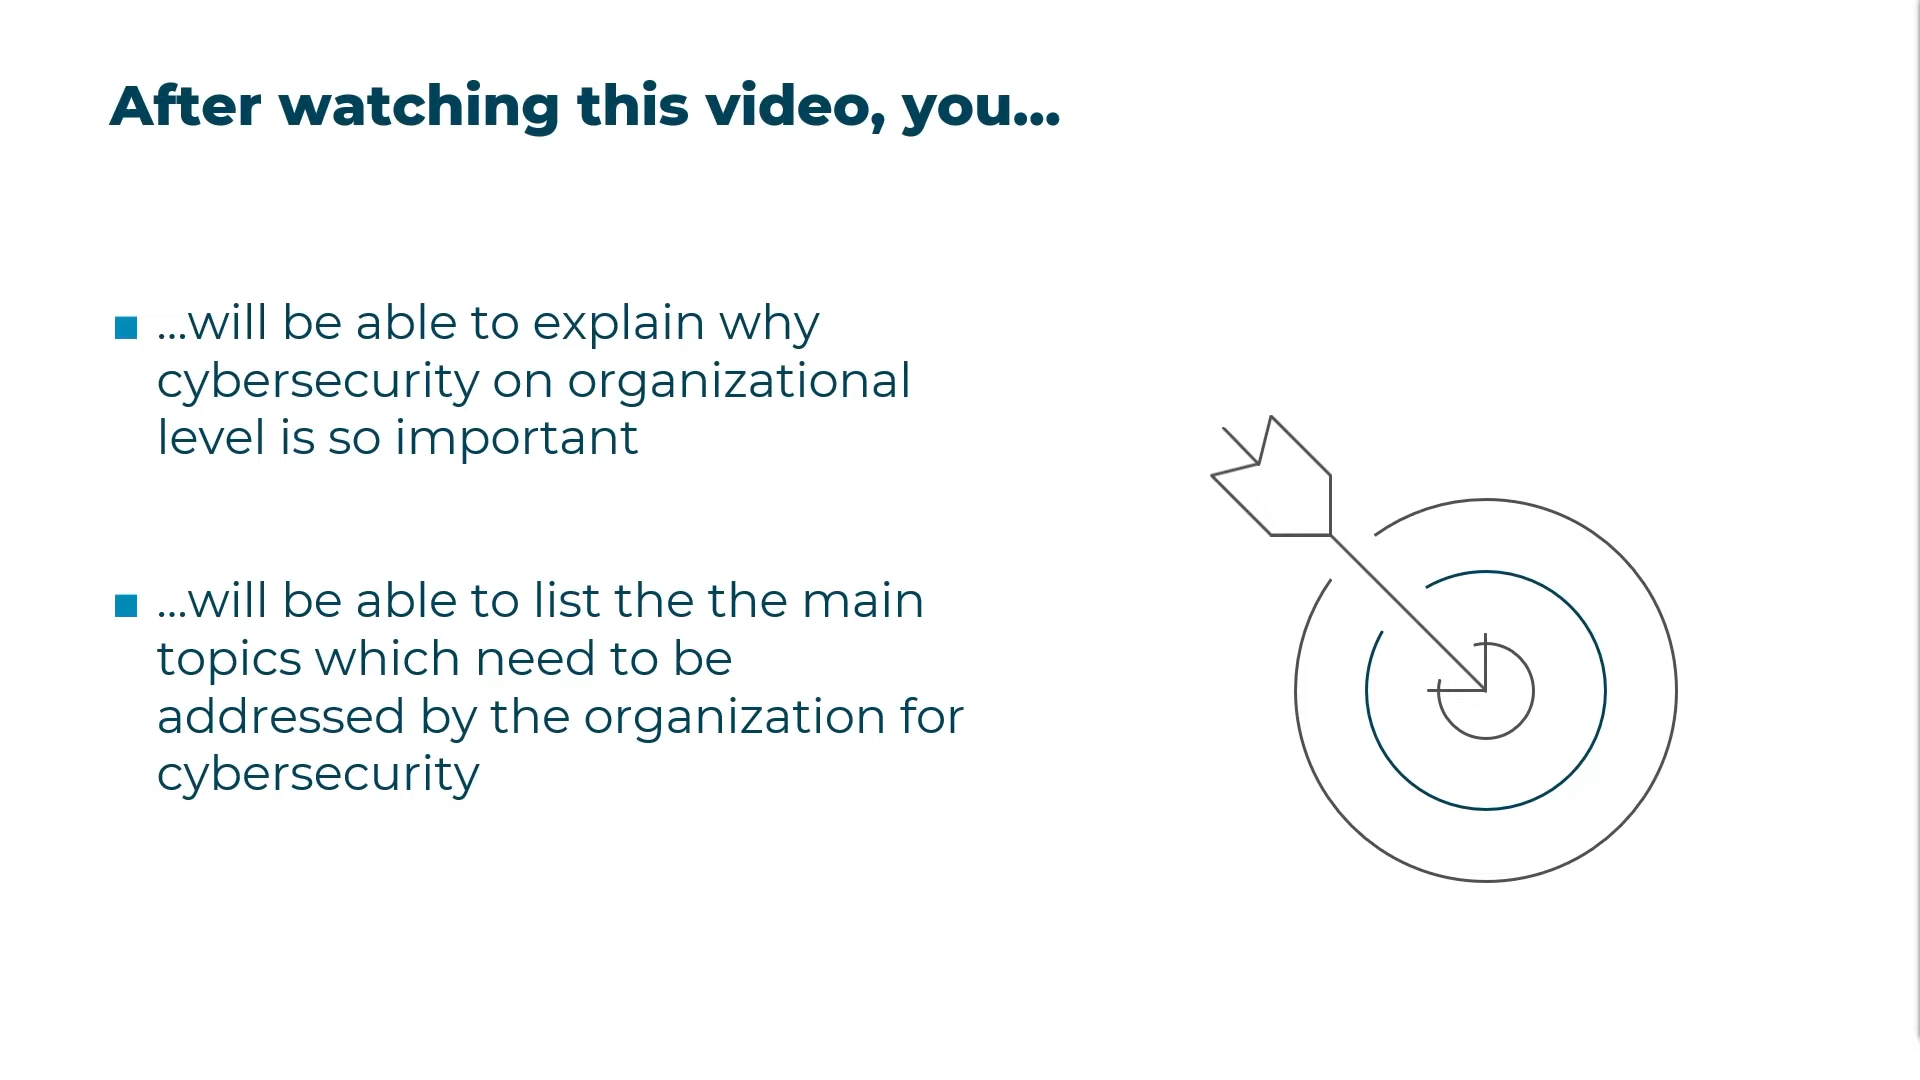 After watching this video, you...
...will be able to explain why
cybersecurity on organizational
level is so important
...will be able to list the the main
topics which need to be
addressed by the organization for
cybersecurity